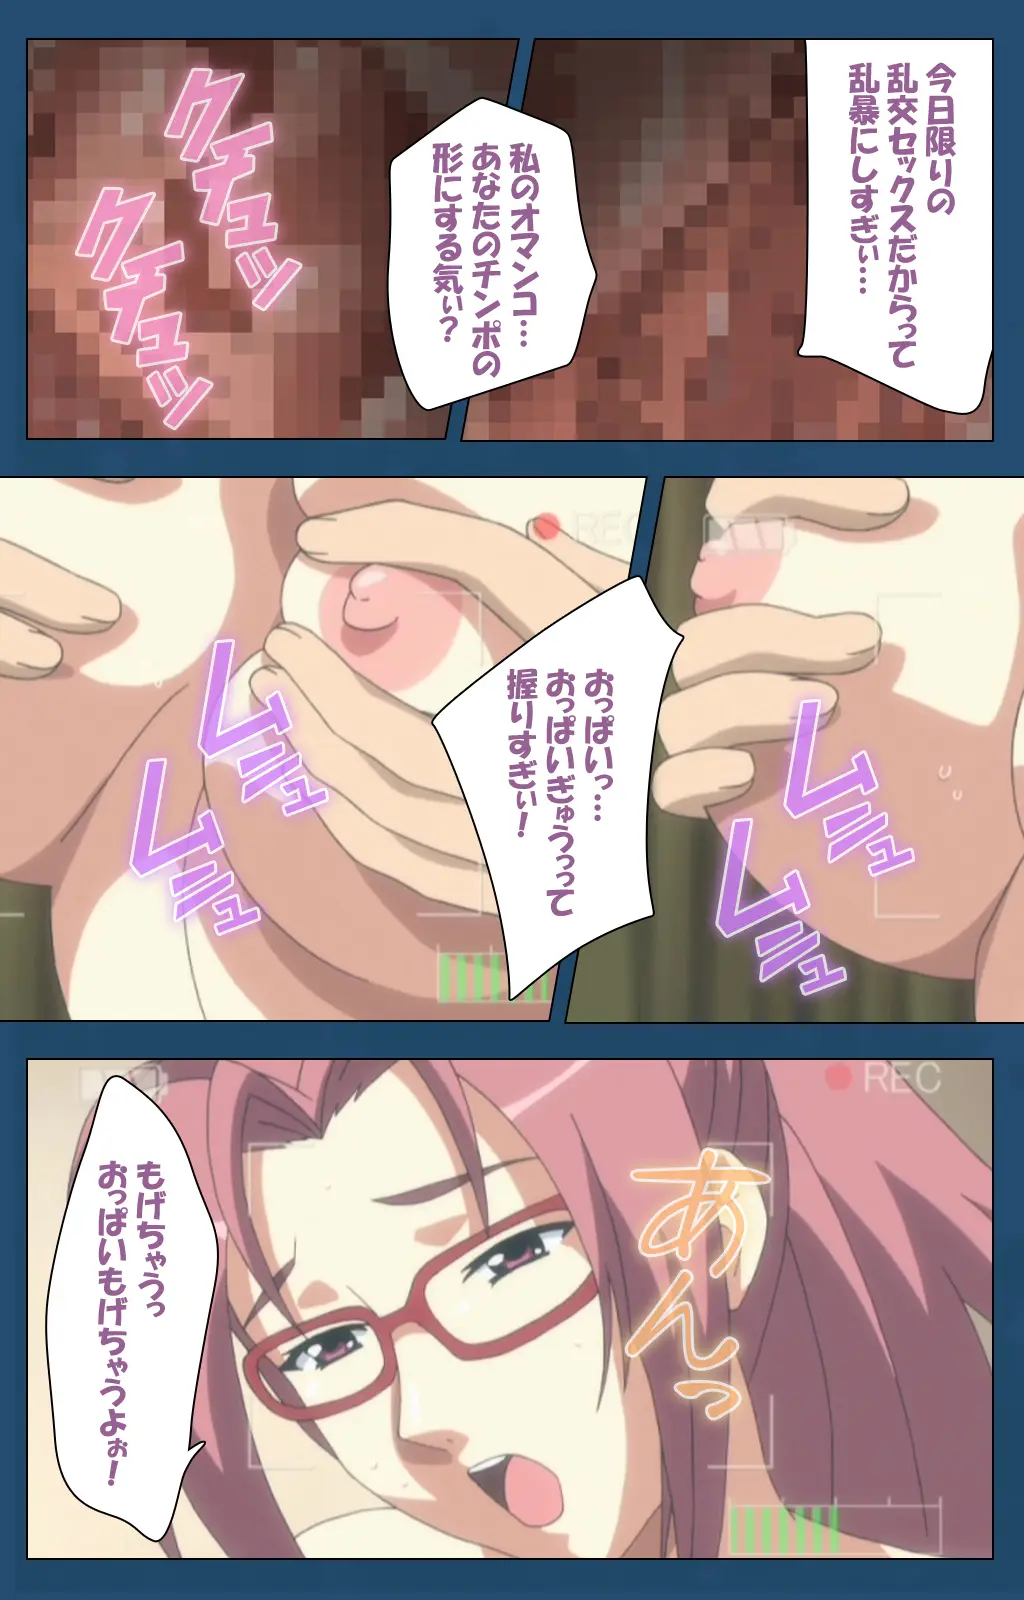 今日限りの
乱交セックスだからって
乱暴にしすぎぃ…
私のオマンコ…
あなたのチンポの
形にする気ぃ?
クチュッ
クチュッ
REC
おっぱいっ…
おっぱいぎゅうっって
握りすぎぃ!
ムミュ
ムミュ
ムミュ
ムミュ
REC
あんっ
もげちゃうっ
おっぱいもげちゃうよぉ!